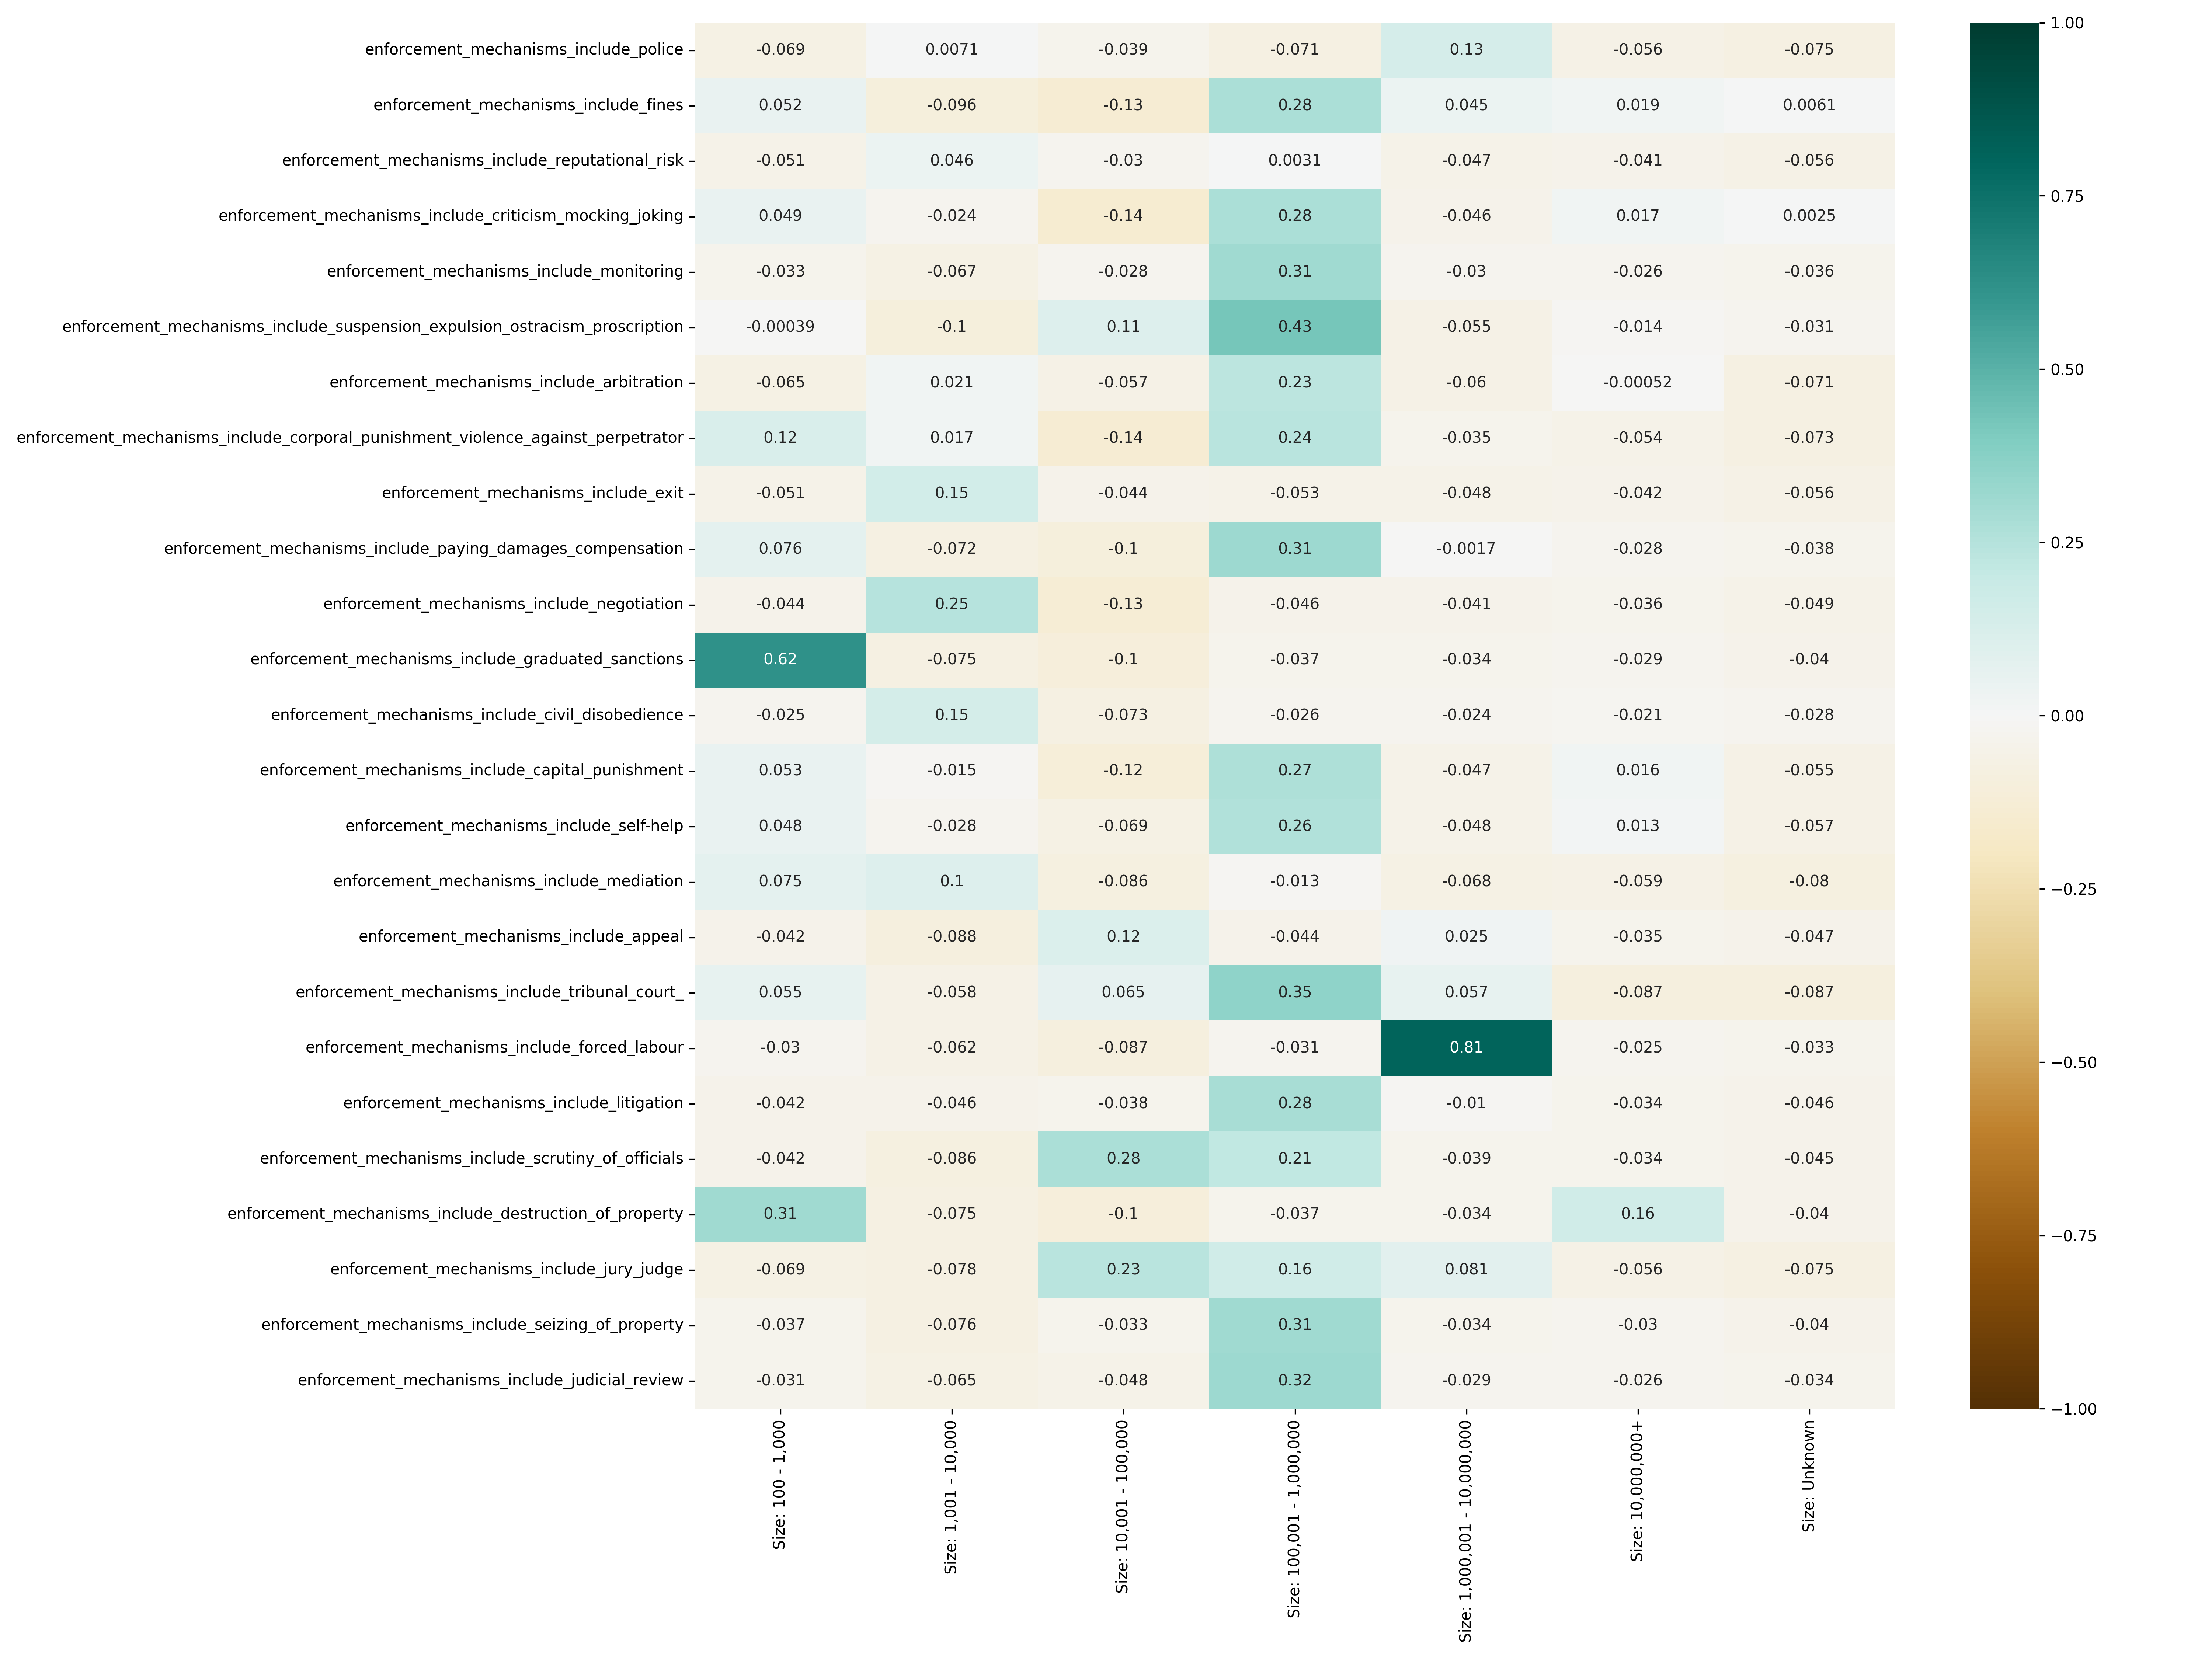 enforcement_mechanisms_include_police -0.069 0.0071 -0.039 -0.071 0.13 -0.056 -0.075
enforcement_mechanisms_include_fines 0.052 -0.096 -0.13 0.28 0.045 0.019 0.0061
enforcement_mechanisms_include_reputational_risk -0.051 0.046 -0.03 0.0031 -0.047 -0.041 -0.056
enforcement_mechanisms_include_criticism_mocking_joking 0.049 -0.024 -0.14 0.28 -0.046 0.017 0.0025
enforcement_mechanisms_include_monitoring -0.033 -0.067 -0.028 0.31 -0.03 -0.026 -0.036
enforcement_mechanisms_include_suspension_expulsion_ostracism_proscription -0.00039 -0.1 0.11 0.43 -0.055 -0.014 -0.031
enforcement_mechanisms_include_arbitration -0.065 0.021 -0.057 0.23 -0.06 -0.00052 -0.071
enforcement_mechanisms_include_corporal_punishment_violence_against_perpetrator 0.12 0.017 -0.14 0.24 -0.035 -0.054 -0.073
enforcement_mechanisms_include_exit -0.051 0.15 -0.044 -0.053 -0.048 -0.042 -0.056
enforcement_mechanisms_include_paying_damages_compensation 0.076 -0.072 -0.1 0.31 -0.0017 -0.028 -0.038
enforcement_mechanisms_include_negotiation -0.044 0.25 -0.13 -0.046 -0.041 -0.036 -0.049
enforcement_mechanisms_include_graduated_sanctions 0.62 -0.075 -0.1 -0.037 -0.034 -0.029 -0.04
enforcement_mechanisms_include_civil_disobedience -0.025 0.15 -0.073 -0.026 -0.024 -0.021 -0.028
enforcement_mechanisms_include_capital_punishment 0.053 -0.015 -0.12 0.27 -0.047 0.016 -0.055
enforcement_mechanisms_include_self-help 0.048 -0.028 -0.069 0.26 -0.048 0.013 -0.057
enforcement_mechanisms_include_mediation 0.075 0.1 -0.086 -0.013 -0.068 -0.059 -0.08
enforcement_mechanisms_include_appeal -0.042 -0.088 0.12 -0.044 0.025 -0.035 -0.047
enforcement_mechanisms_include_tribunal_court_ 0.055 -0.058 0.065 0.35 0.057 -0.087 -0.087
enforcement_mechanisms_include_forced_labour -0.03 -0.062 -0.087 -0.031 0.81 -0.025 -0.033
enforcement_mechanisms_include_litigation -0.042 -0.046 -0.038 0.28 -0.01 -0.034 -0.046
enforcement_mechanisms_include_scrutiny_of_officials -0.042 -0.086 0.28 0.21 -0.039 -0.034 -0.045
enforcement_mechanisms_include_destruction_of_property 0.31 -0.075 -0.1 -0.037 -0.034 0.16 -0.04
enforcement_mechanisms_include_jury_judge -0.069 -0.078 0.23 0.16 0.081 -0.056 -0.075
enforcement_mechanisms_include_seizing_of_property -0.037 -0.076 -0.033 0.31 -0.034 -0.03 -0.04
enforcement_mechanisms_include_judicial_review -0.031 -0.065 -0.048 0.32 -0.029 -0.026 -0.034
Size: 100 - 1,000
Size: 1,001 - 10,000
Size: 10,001 - 100,000
Size: 100,001 - 1,000,000
Size: 1,000,001 - 10,000,000
Size: 10,000,000+
Size: Unknown
1.00
0.75
0.50
0.25
0.00
−0.25
−0.50
−0.75
−1.00